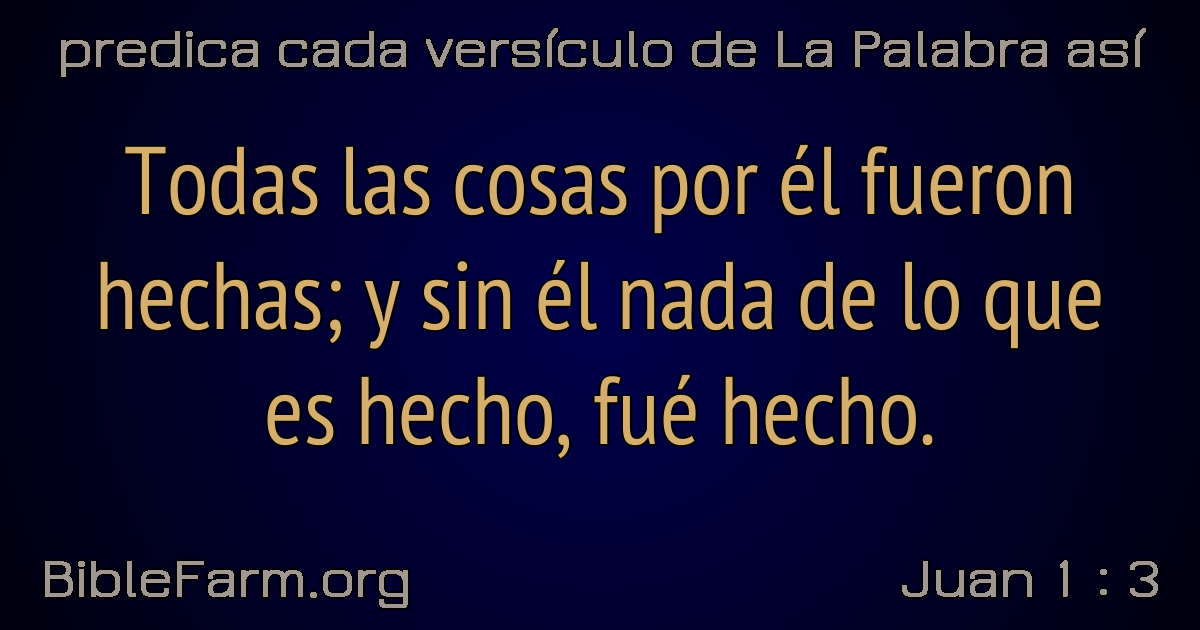 predica cada versículo de La Palabra así
Todas las cosas por él fueron
hechas; y sin él nada de lo que
es hecho, fué hecho.
BibleFarm.org
Juan 1 : 3